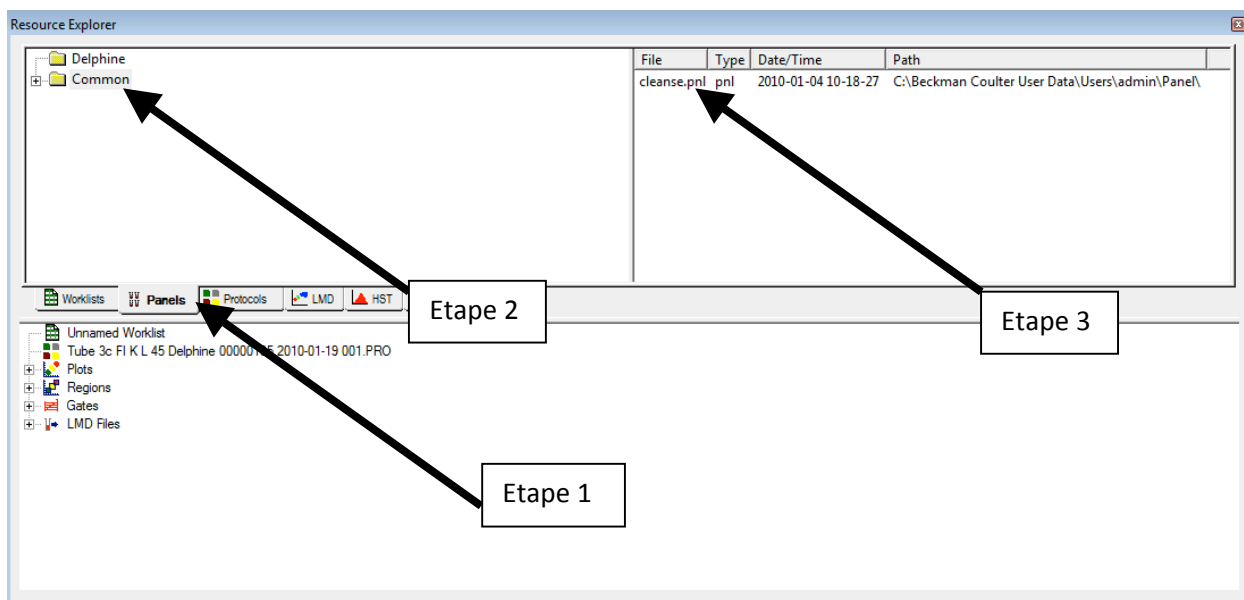 Resource Explorer
Delphine
Common
File Type Date/Time Path
cleanse.pnl pnl 2010-01-04 10-18-27 C:\Beckman Coulter User Data\Users\admin\Panel\
Worklists Panels Protocols LMD HST
Etape 2
Etape 3
Unnamed Worklist
Tube 3c FI K L 45 Delphine 2010-01-19 001.PRO
Plots
Regions
Gates
LMD Files
Etape 1